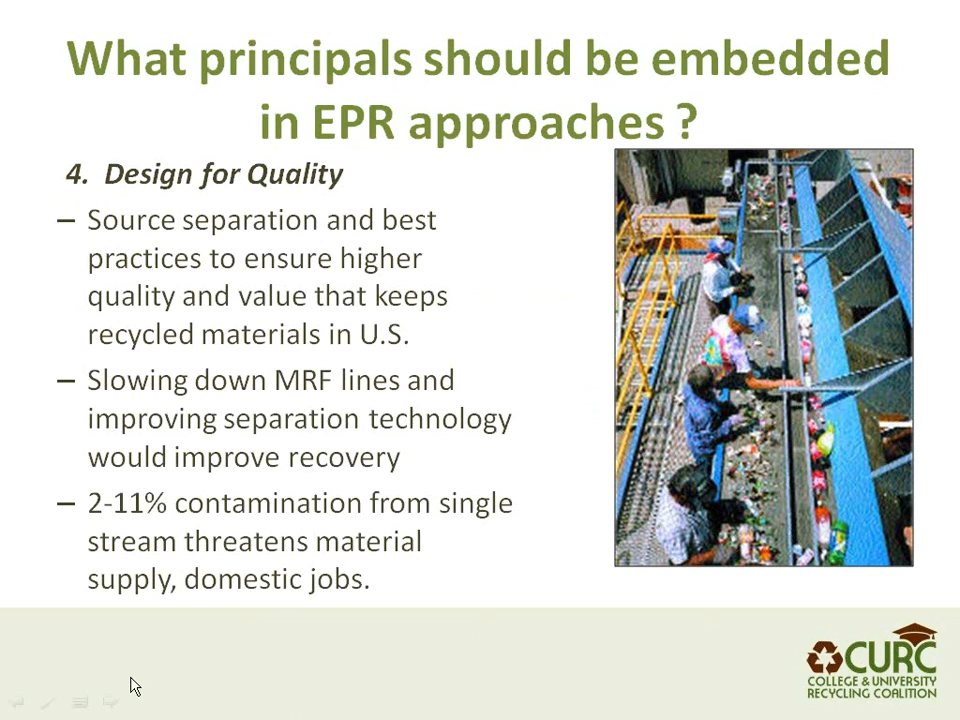 What principals should be embedded
in EPR approaches ?
4. Design for Quality
– Source separation and best
practices to ensure higher
quality and value that keeps
recycled materials in U.S.
– Slowing down MRF lines and
improving separation technology
would improve recovery
– 2-11% contamination from single
stream threatens material
supply, domestic jobs.
CURC
COLLEGE & UNIVERSITY
RECYCLING COALITION